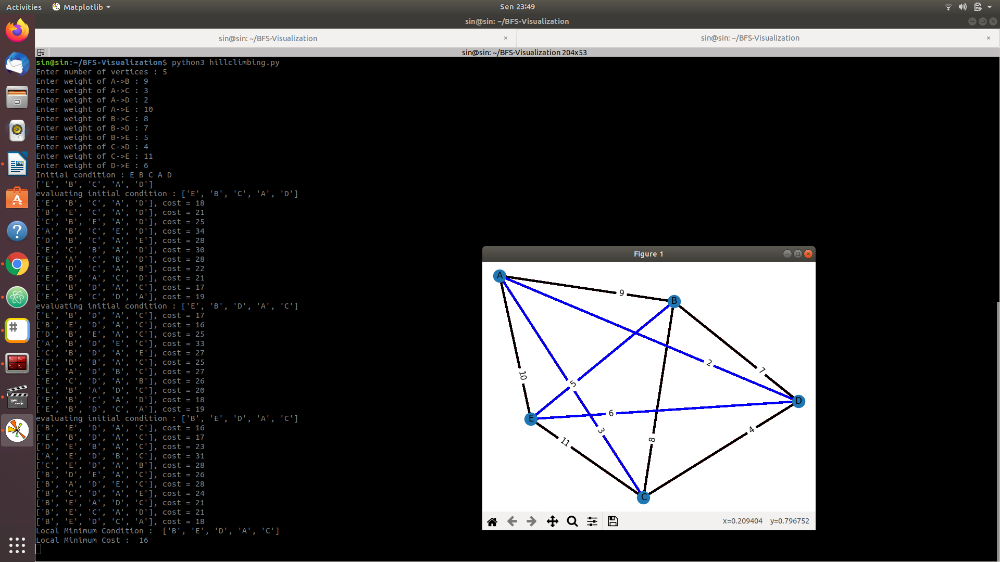 Activities
Matplotlib
Sen 23:49
sin@sin: ~/BFS-Visualization
sin@sin: ~/BFS-Visualization ×
sin@sin: ~/BFS-Visualization ×
sin@sin: ~/BFS-Visualization 204x53
sin@sin:~/BFS-Visualization$ python3 hillclimbing.py
Enter number of vertices : 5
Enter weight of A->B : 9
Enter weight of A->C : 3
Enter weight of A->D : 2
Enter weight of A->E : 10
Enter weight of B->C : 8
Enter weight of B->D : 7
Enter weight of B->E : 5
Enter weight of C->D : 4
Enter weight of C->E : 11
Enter weight of D->E : 6
Initial condition : E B C A D
['E', 'B', 'C', 'A', 'D']
evaluating initial condition : ['E', 'B', 'C', 'A', 'D']
['E', 'B', 'C', 'A', 'D'], cost = 18
['B', 'E', 'C', 'A', 'D'], cost = 21
['C', 'B', 'E', 'A', 'D'], cost = 25
['A', 'B', 'C', 'E', 'D'], cost = 34
['D', 'B', 'C', 'A', 'E'], cost = 28
['E', 'C', 'B', 'A', 'D'], cost = 30
['E', 'A', 'C', 'B', 'D'], cost = 28
['E', 'D', 'C', 'A', 'B'], cost = 22
['E', 'B', 'A', 'C', 'D'], cost = 21
['E', 'B', 'D', 'A', 'C'], cost = 17
['E', 'B', 'C', 'D', 'A'], cost = 19
evaluating initial condition : ['E', 'B', 'D', 'A', 'C']
['E', 'B', 'D', 'A', 'C'], cost = 17
['B', 'E', 'D', 'A', 'C'], cost = 16
['D', 'B', 'E', 'A', 'C'], cost = 25
['A', 'B', 'D', 'E', 'C'], cost = 33
['C', 'B', 'D', 'A', 'E'], cost = 27
['E', 'D', 'B', 'A', 'C'], cost = 25
['E', 'A', 'D', 'B', 'C'], cost = 27
['E', 'C', 'D', 'A', 'B'], cost = 26
['E', 'B', 'A', 'D', 'C'], cost = 20
['E', 'B', 'C', 'A', 'D'], cost = 18
['E', 'B', 'D', 'C', 'A'], cost = 19
evaluating initial condition : ['B', 'E', 'D', 'A', 'C']
['B', 'E', 'D', 'A', 'C'], cost = 16
['E', 'B', 'D', 'A', 'C'], cost = 17
['D', 'E', 'B', 'A', 'C'], cost = 23
['A', 'E', 'D', 'B', 'C'], cost = 31
['C', 'E', 'D', 'A', 'B'], cost = 28
['B', 'D', 'E', 'A', 'C'], cost = 26
['B', 'A', 'D', 'E', 'C'], cost = 28
['B', 'C', 'D', 'A', 'E'], cost = 24
['B', 'E', 'A', 'D', 'C'], cost = 21
['B', 'E', 'C', 'A', 'D'], cost = 21
['B', 'E', 'D', 'C', 'A'], cost = 18
Local Minimum Condition :  ['B', 'E', 'D', 'A', 'C']
Local Minimum Cost :  16
Figure 1
A
9
B
2
7
10
5
D
6
E
3
4
8
11
C
x=0.209404 y=0.796752